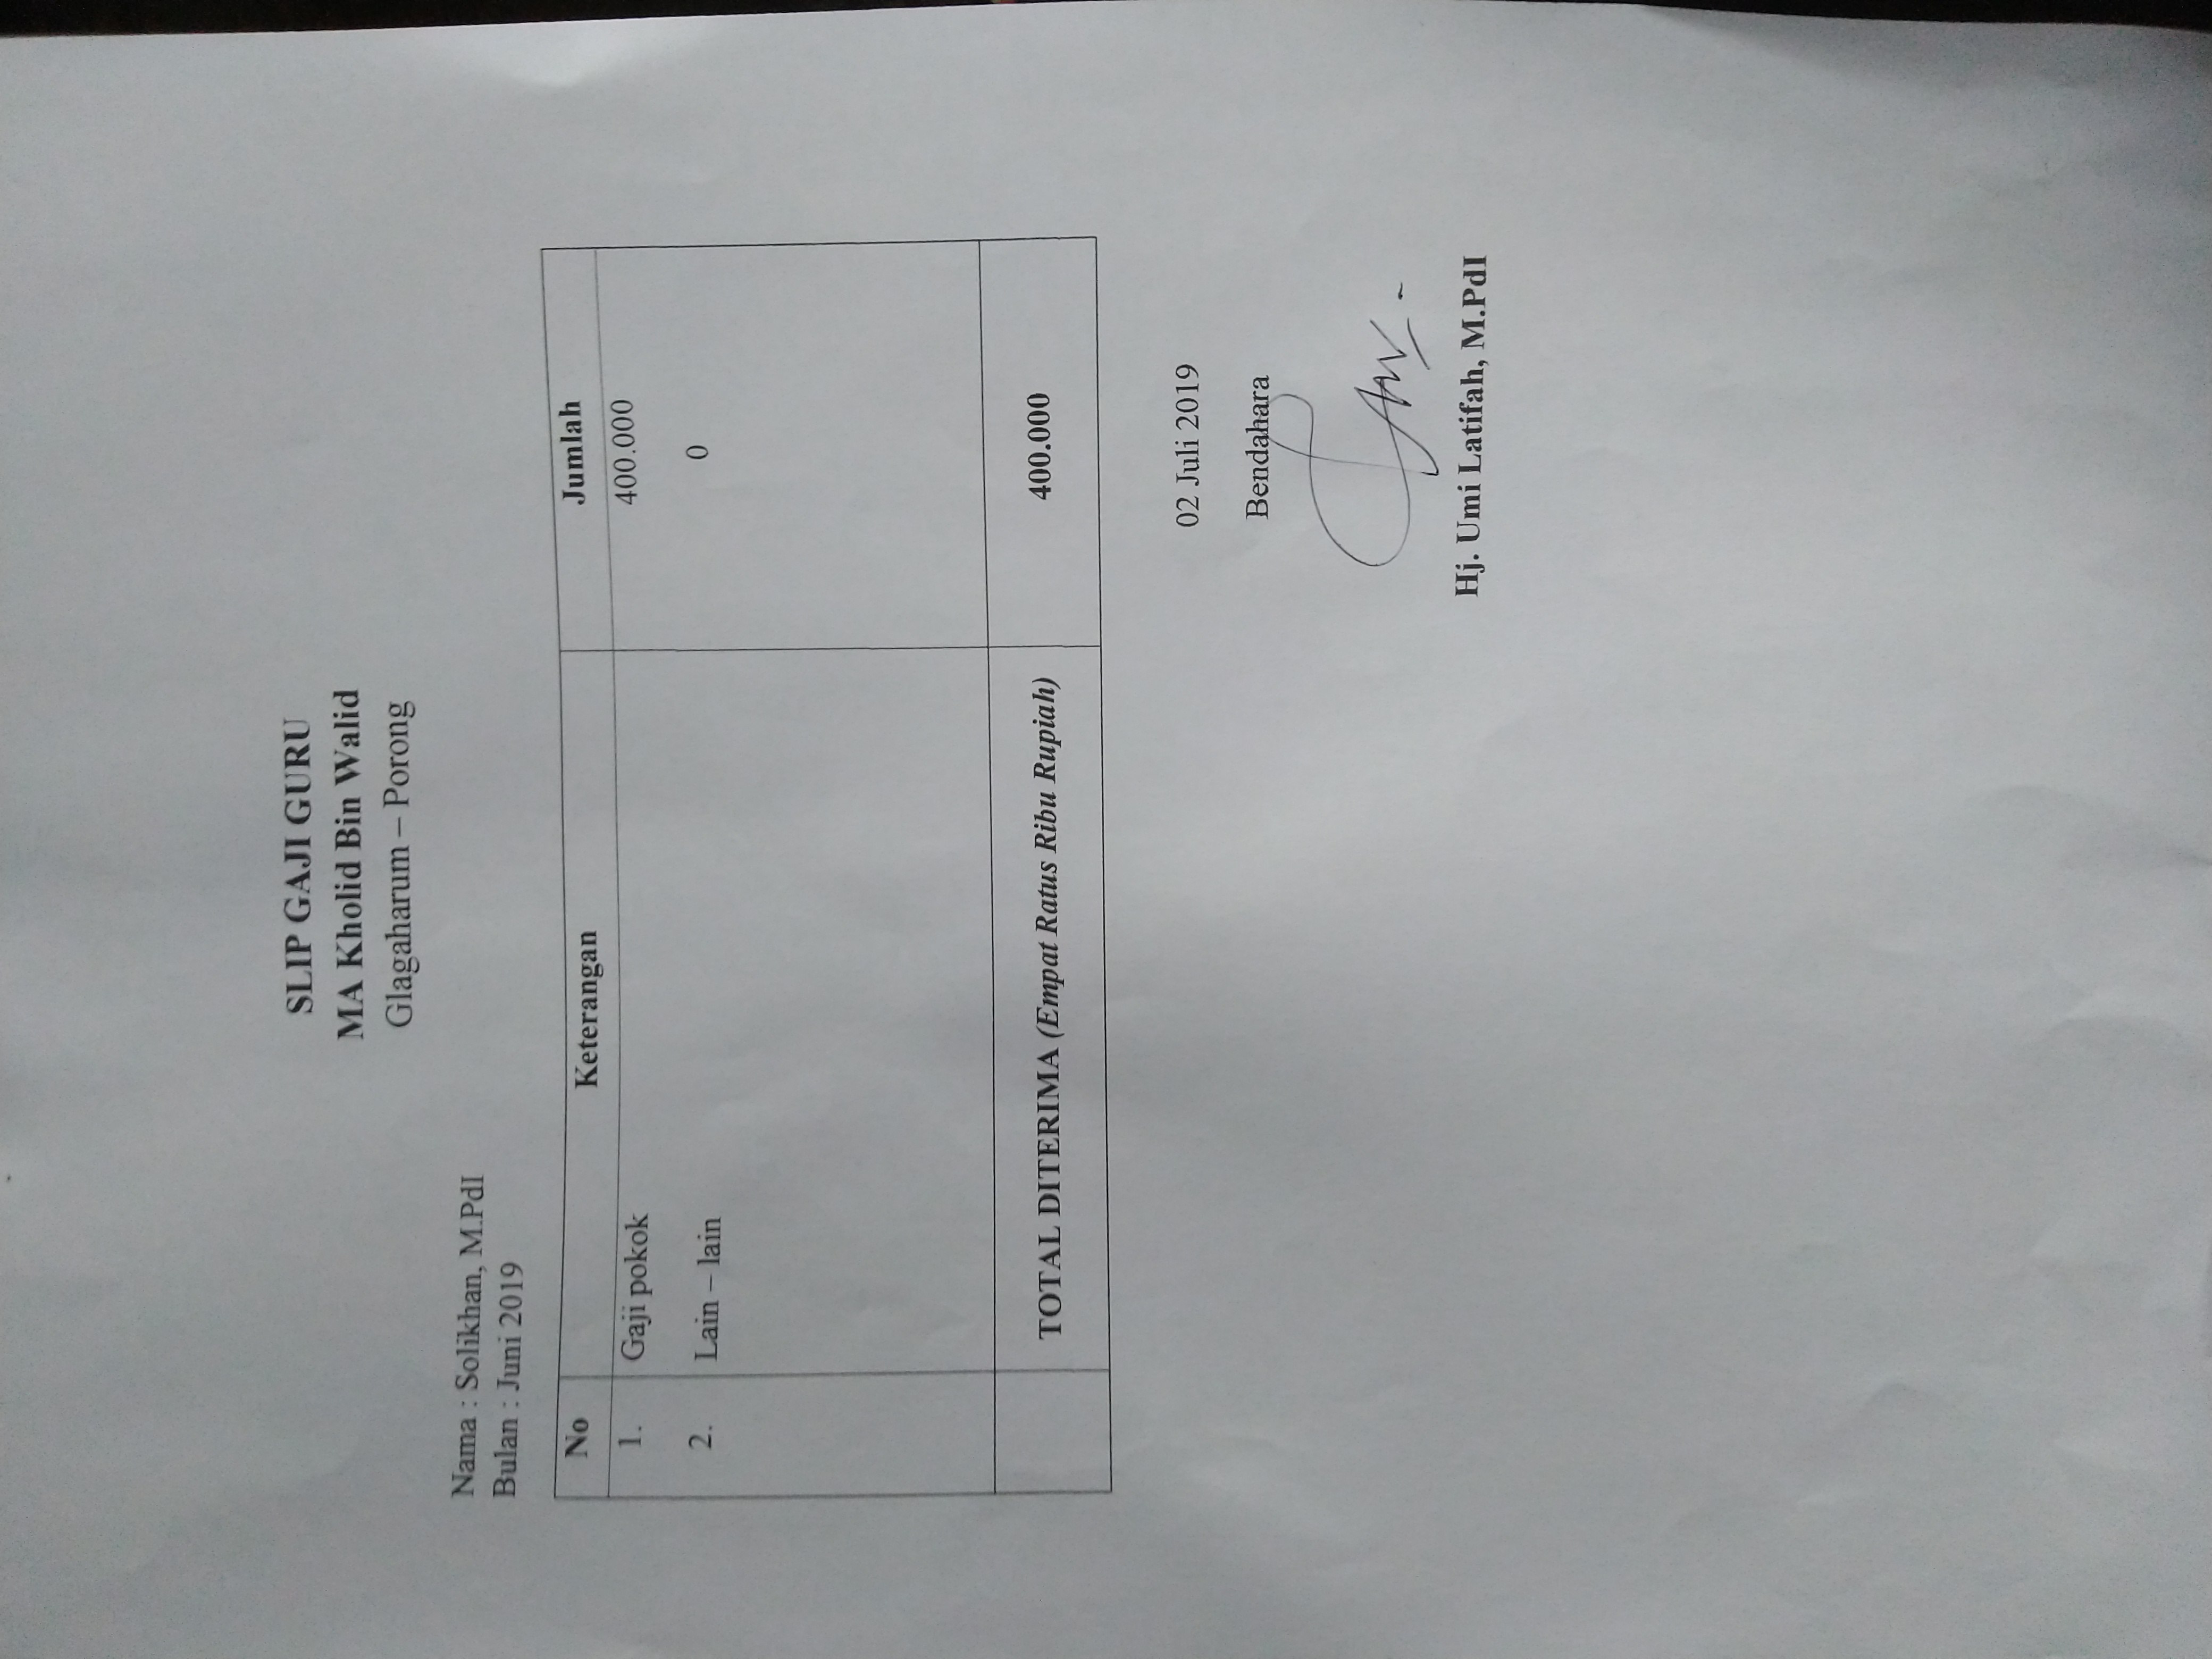 SLIP GAJI GURU
MA Kholid Bin Walid
Glagaharum – Porong
Nama : Solikhan, M.PdI
Bulan : Juni 2019
No Keterangan Jumlah
1. Gaji pokok 400.000
2. Lain – lain 0
TOTAL DITERIMA (Empat Ratus Ribu Rupiah) 400.000
02 Juli 2019
Bendahara
Hj. Umi Latifah, M.PdI